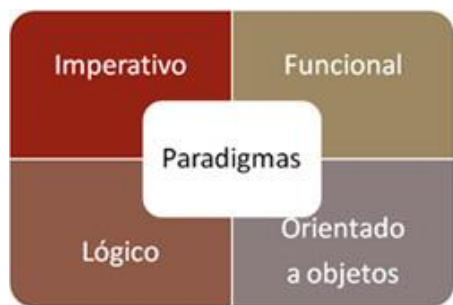 Imperativo
Funcional
Paradigmas
Lógico
Orientado
a objetos